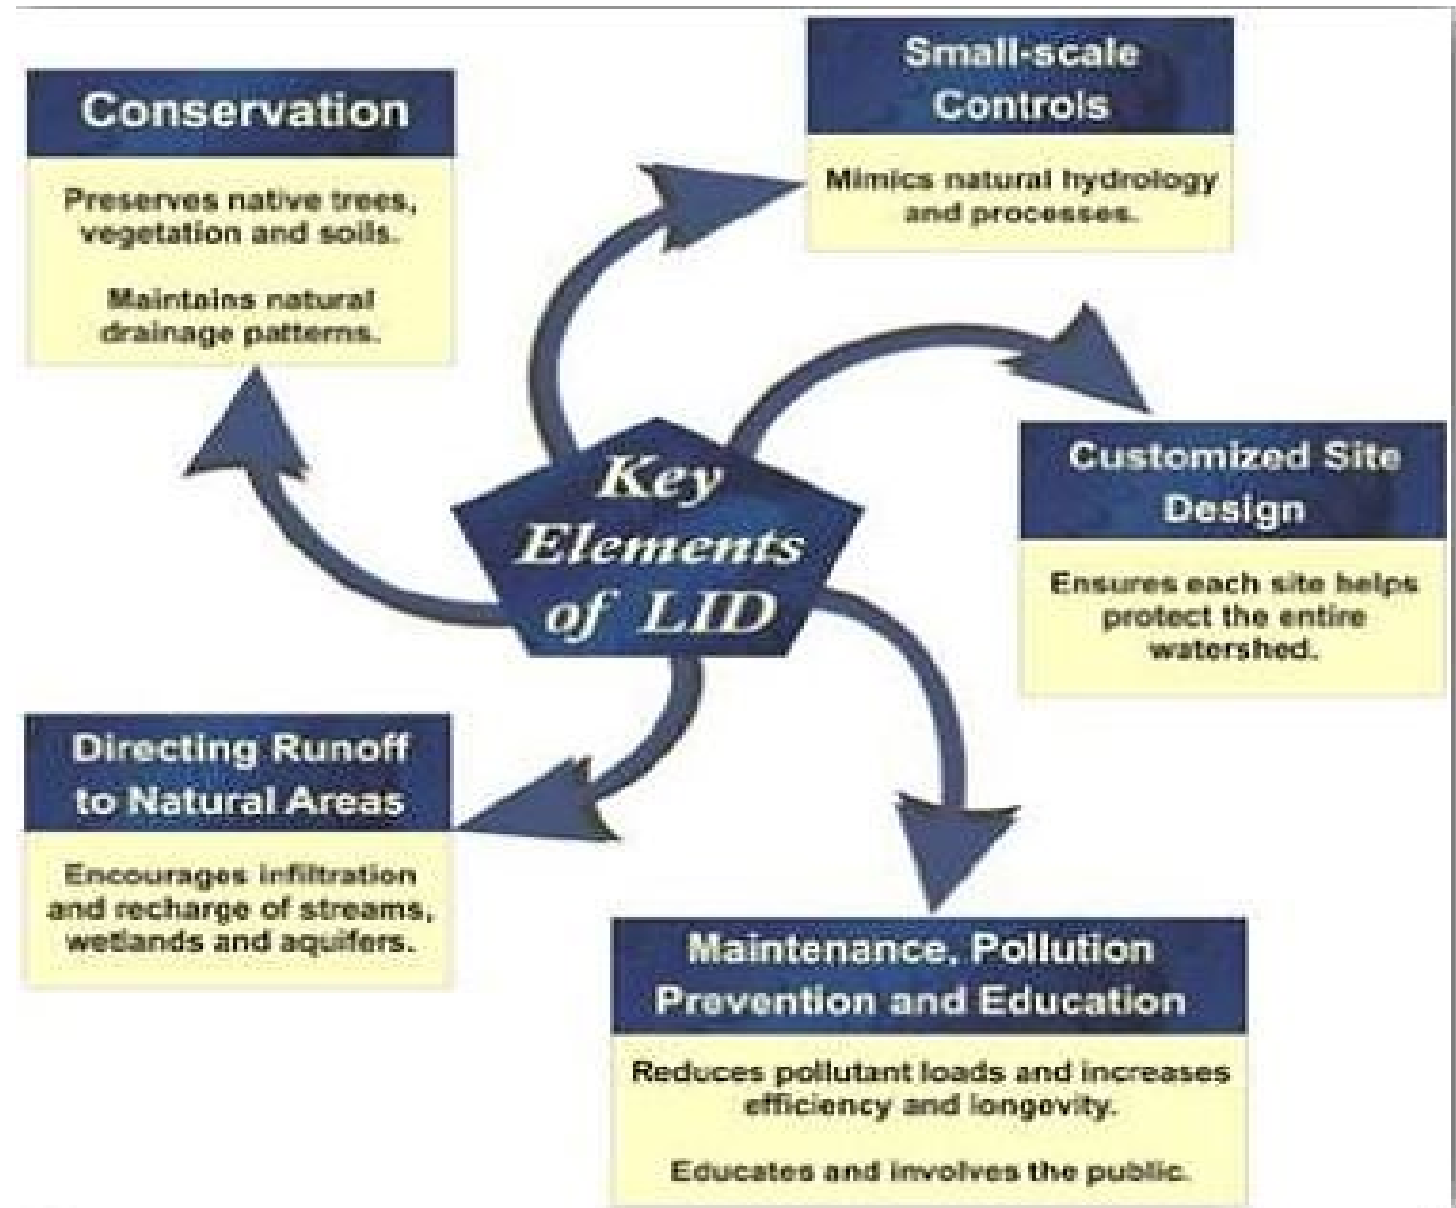 Conservation
Preserves native trees,
vegetation and soils.
Maintains natural
drainage patterns.
Small-scale
Controls
Mimics natural hydrology
and processes.
Key
Elements
of LID
Customized Site
Design
Ensures each site helps
protect the entire
watershed.
Directing Runoff
to Natural Areas
Encourages infiltration
and recharge of streams,
wetlands and aquifers.
Maintenance, Pollution
Prevention and Education
Reduces pollutant loads and increases
efficiency and longevity.
Educates and involves the public.